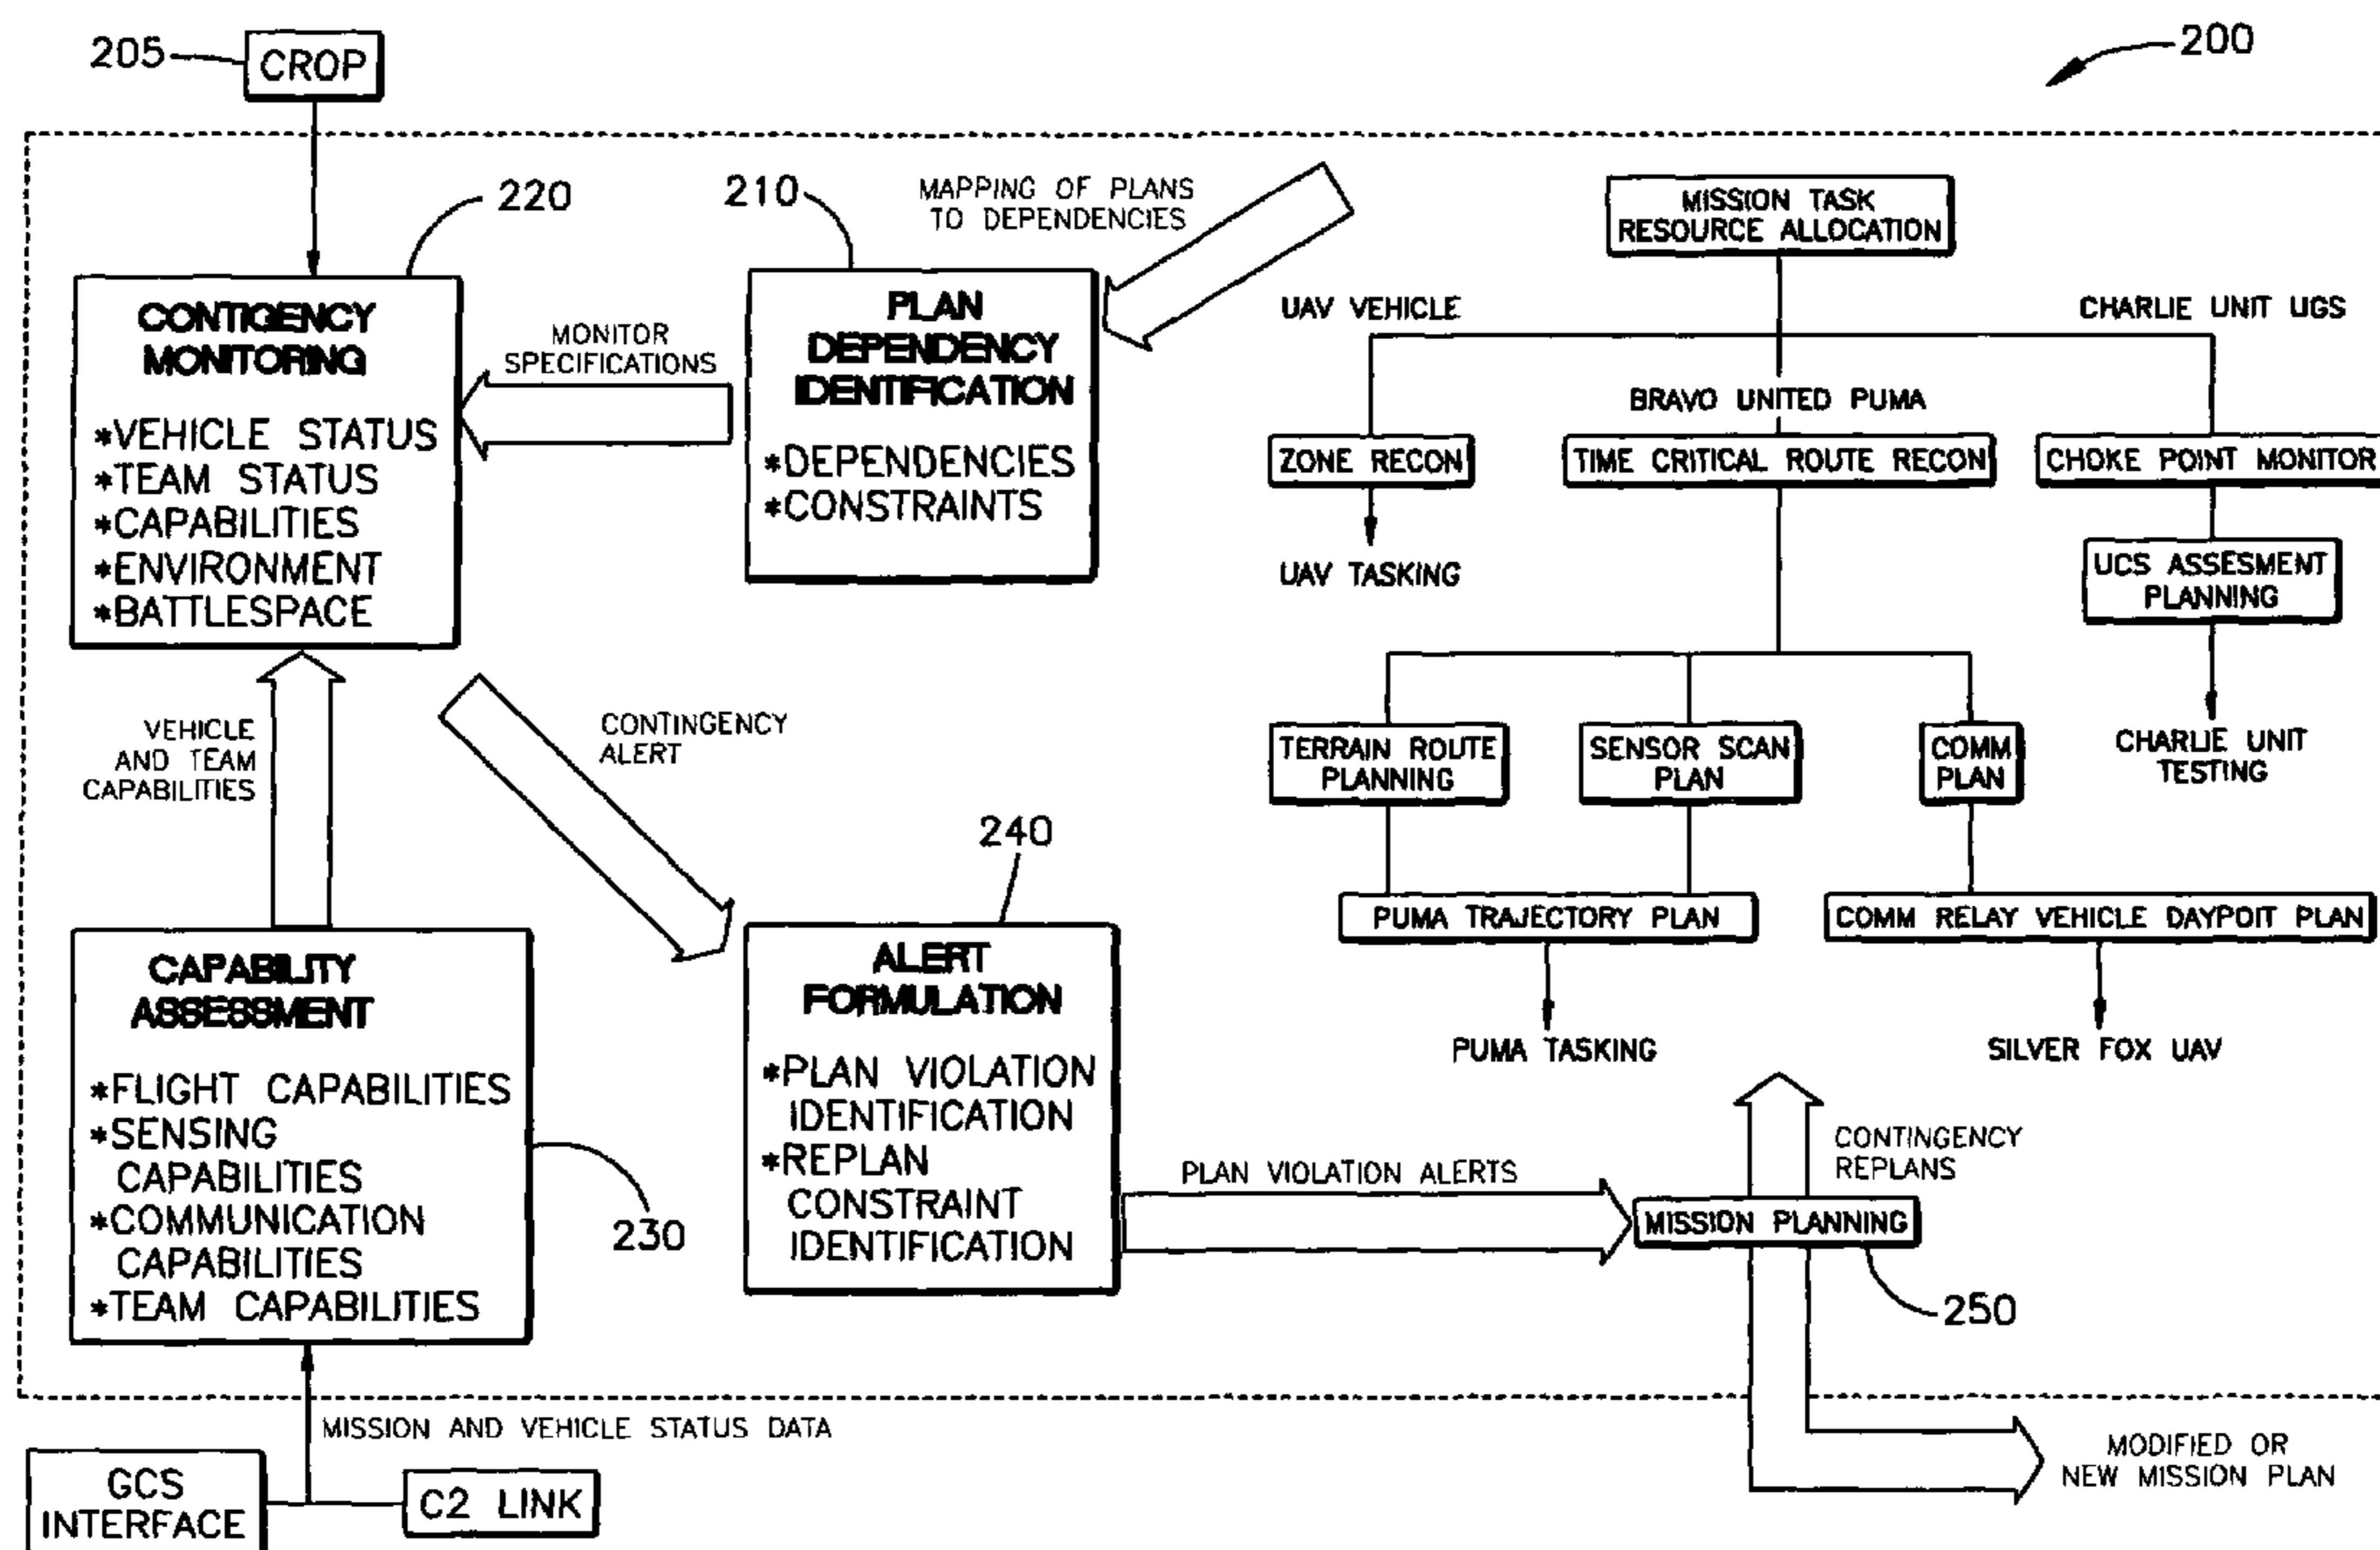 205
CROP
200
220
210
MAPPING OF PLANS
TO DEPENDENCIES
CONTIGENCY
MONITORING
*VEHICLE STATUS
*TEAM STATUS
*CAPABILITIES
*ENVIRONMENT
*BATTLESPACE
MONITOR
SPECIFICATIONS
PLAN
DEPENDENCY
IDENTIFICATION
*DEPENDENCIES
*CONSTRAINTS
MISSION TASK
RESOURCE ALLOCATION
UAV VEHICLE
CHARLIE UNIT UGS
BRAVO UNITED PUMA
ZONE RECON
TIME CRITICAL ROUTE RECON
CHOKE POINT MONITOR
UAV TASKING
UCS ASSESMENT
PLANNING
TERRAIN ROUTE
PLANNING
SENSOR SCAN
PLAN
COMM
PLAN
CHARLIE UNIT
TESTING
PUMA TRAJECTORY PLAN
COMM RELAY VEHICLE DAYPOIT PLAN
PUMA TASKING
SILVER FOX UAV
VEHICLE
AND TEAM
CAPABILITIES
CONTINGENCY
ALERT
240
CAPABILITY
ASSESSMENT
*FLIGHT CAPABILITIES
*SENSING
CAPABILITIES
*COMMUNICATION
CAPABILITIES
*TEAM CAPABILITIES
230
ALERT
FORMULATION
*PLAN VIOLATION
IDENTIFICATION
*REPLAN
CONSTRAINT
IDENTIFICATION
PLAN VIOLATION ALERTS
CONTINGENCY
REPLANS
MISSION PLANNING
250
MISSION AND VEHICLE STATUS DATA
GCS
INTERFACE
C2 LINK
MODIFIED OR
NEW MISSION PLAN